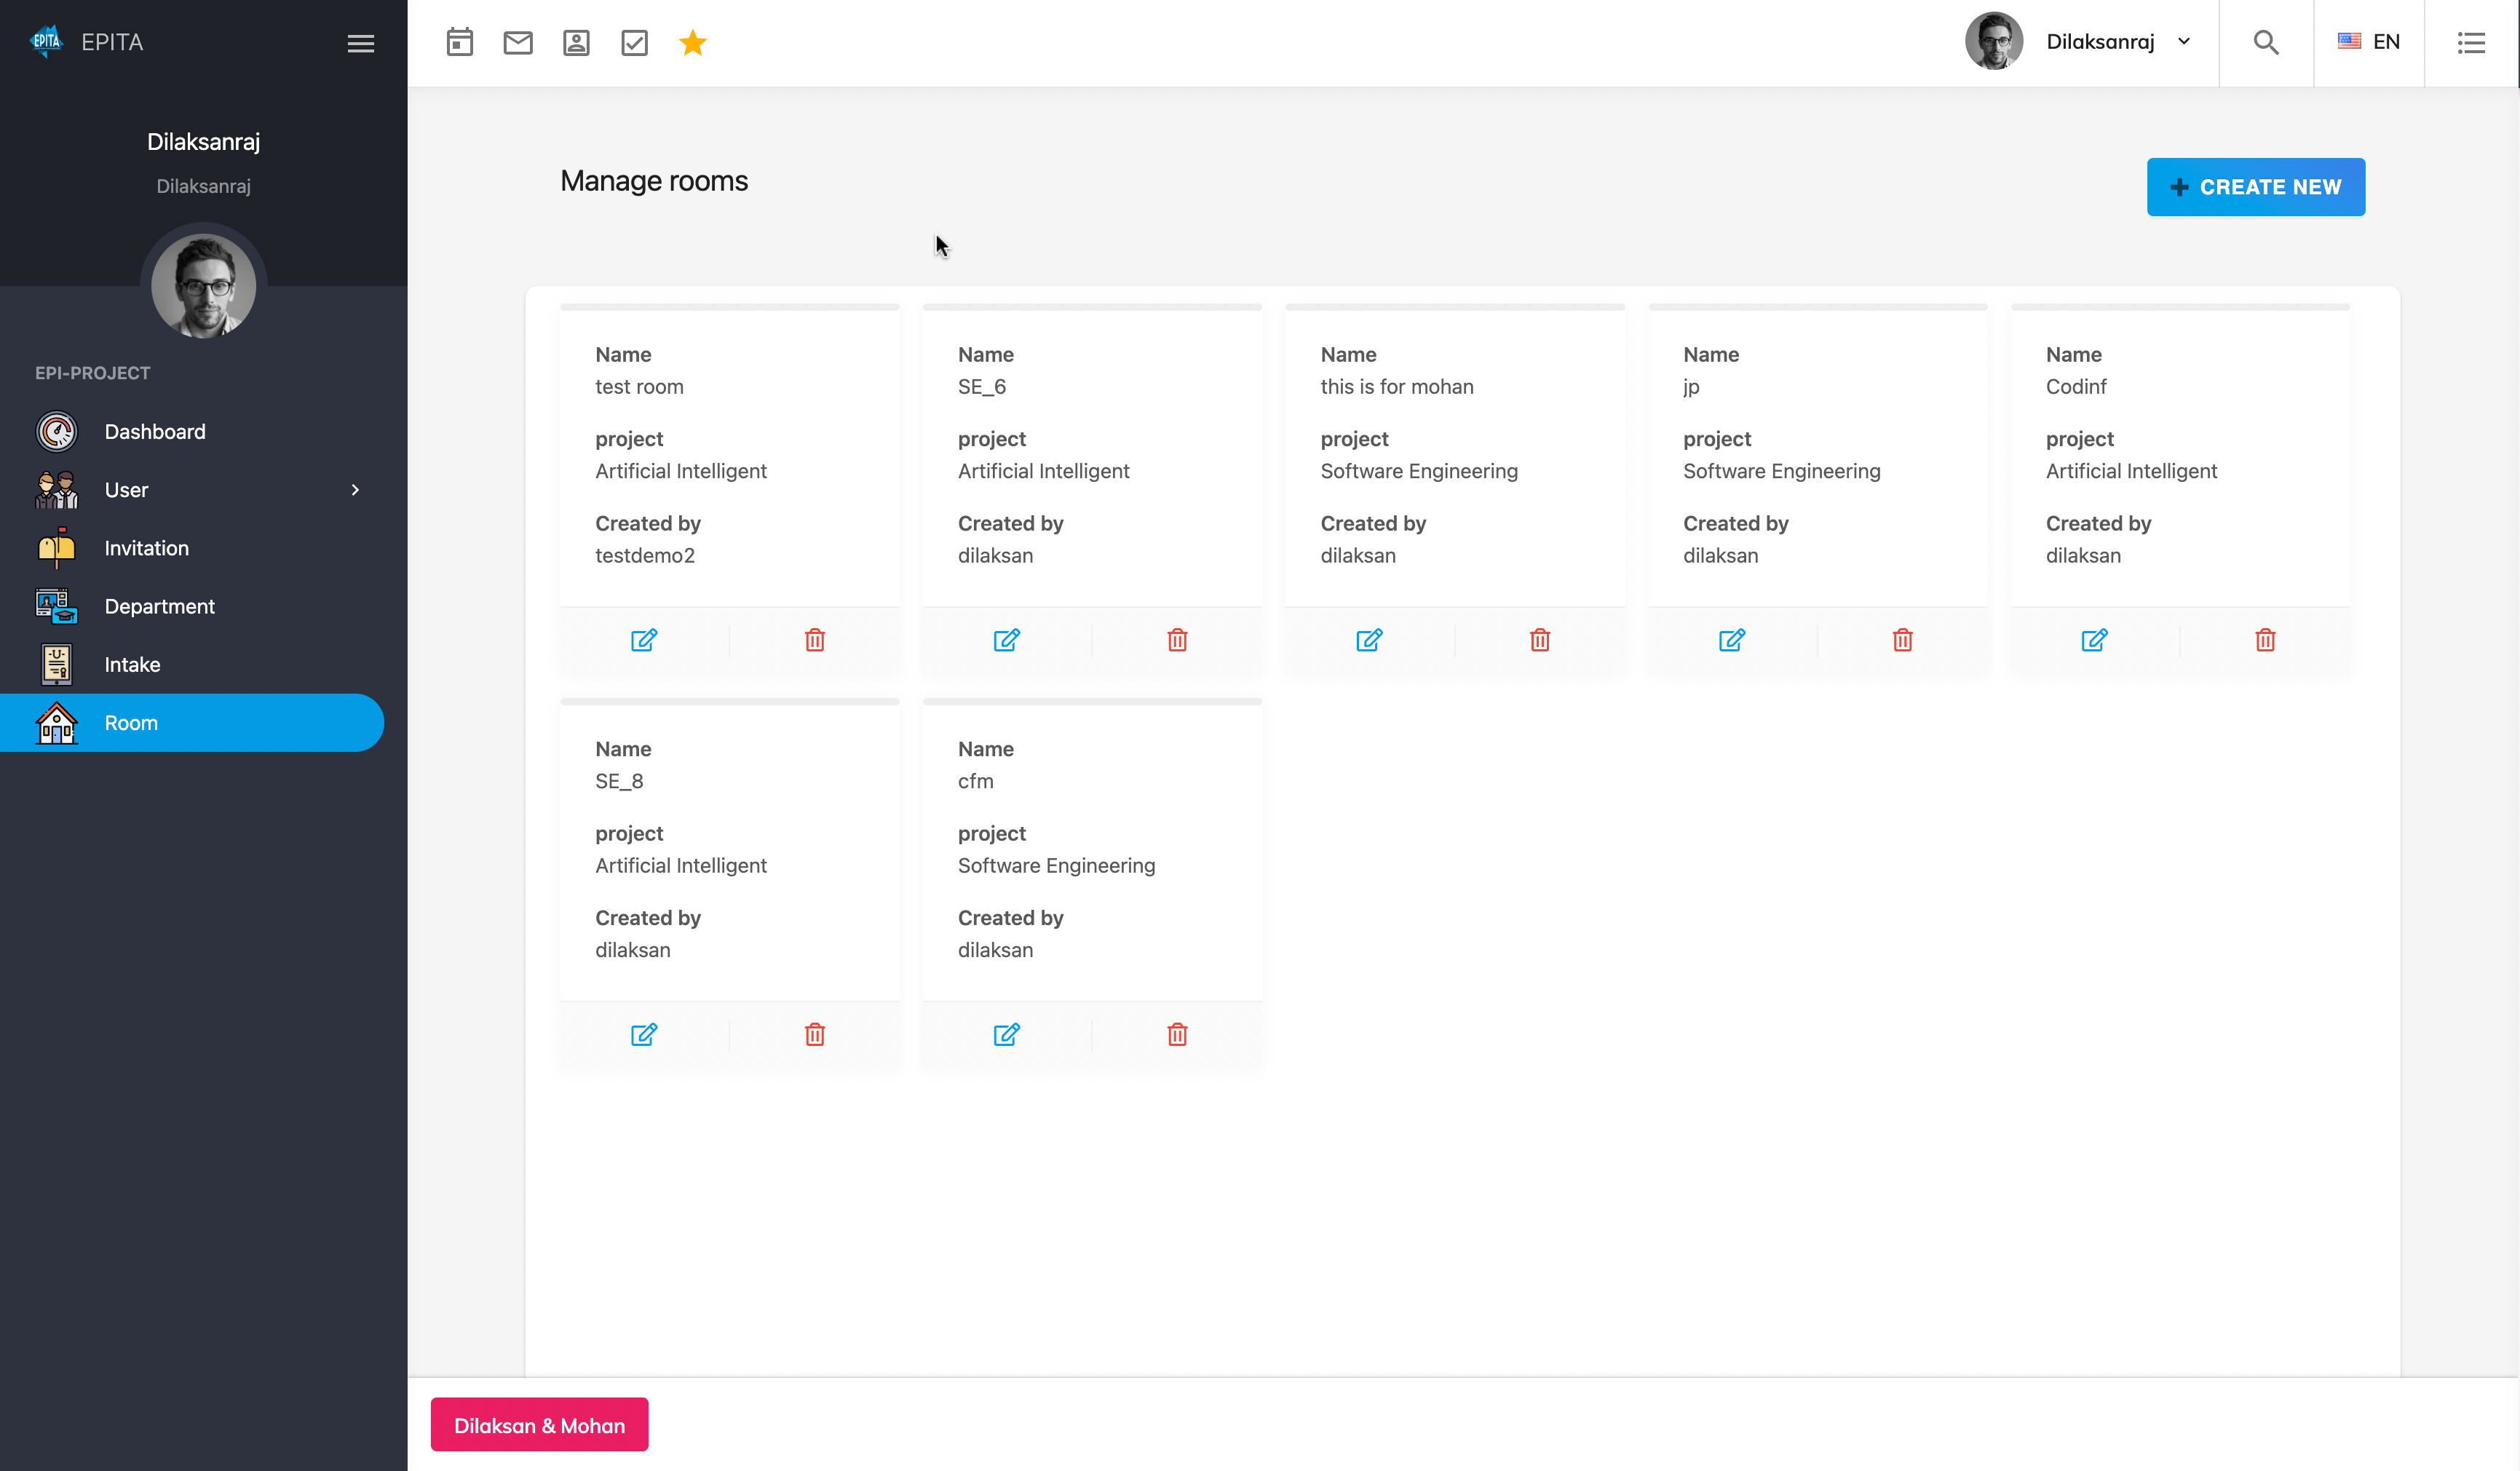 EPITA
EPITA
Dilaksanraj
EN
Dilaksanraj
Dilaksanraj
EPI-PROJECT
Dashboard
User
Invitation
Department
Intake
Room
Manage rooms
CREATE NEW
Name
test room
project
Artificial Intelligent
Created by
testdemo2
Name
SE_6
project
Artificial Intelligent
Created by
dilaksan
Name
this is for mohan
project
Software Engineering
Created by
dilaksan
Name
jp
project
Software Engineering
Created by
dilaksan
Name
Codinf
project
Artificial Intelligent
Created by
dilaksan
Name
SE_8
project
Artificial Intelligent
Created by
dilaksan
Name
cfm
project
Software Engineering
Created by
dilaksan
Dilaksan & Mohan